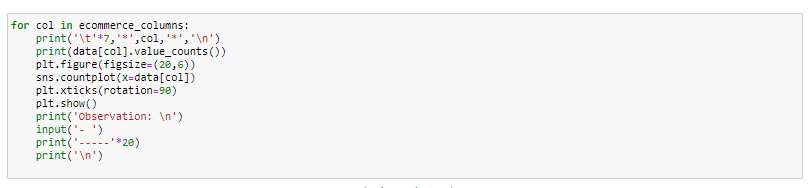 for col in ecommerce_columns:
    print('\t'*7,'*',col,'*','\n')
    print(data[col].value_counts())
    plt.figure(figsize=(20,6))
    sns.countplot(x=data[col])
    plt.xticks(rotation=90)
    plt.show()
    print('Observation: \n')
    input('- ')
    print('-----'*20)
    print('\n')